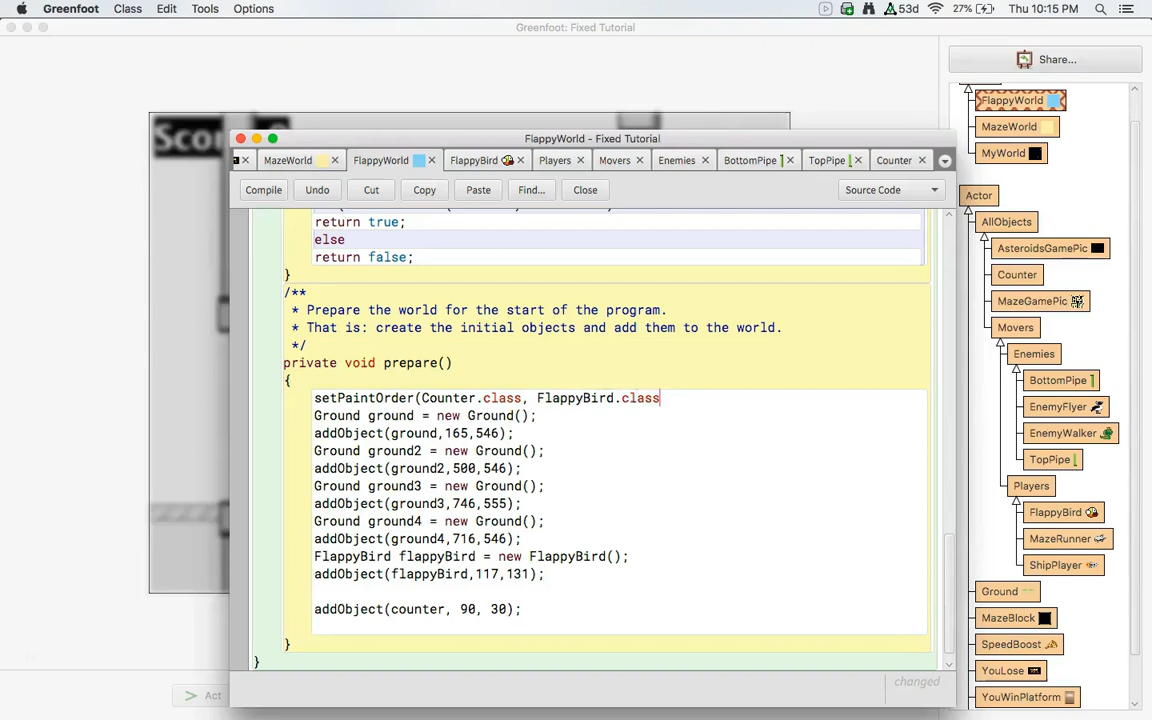 Greenfoot Class Edit Tools Options 53d 27% Thu 10:15 PM
Greenfoot: Fixed Tutorial
Share...
FlappyWorld
MazeWorld
MyWorld
Actor
AllObjects
AsteroidsGamePic
Counter
MazeGamePic
Movers
Enemies
BottomPipe
EnemyFlyer
EnemyWalker
TopPipe
Players
FlappyBird
MazeRunner
ShipPlayer
Ground
MazeBlock
SpeedBoost
YouLose
YouWinPlatform
FlappyWorld - Fixed Tutorial
MazeWorld FlappyWorld FlappyBird Players Movers Enemies BottomPipe TopPipe Counter
Compile Undo Cut Copy Paste Find... Close Source Code
return true;
else
return false;
}
/**
* Prepare the world for the start of the program.
* That is: create the initial objects and add them to the world.
*/
private void prepare()
{
setPaintOrder(Counter.class, FlappyBird.class
Ground ground = new Ground();
addObject(ground,165,546);
Ground ground2 = new Ground();
addObject(ground2,500,546);
Ground ground3 = new Ground();
addObject(ground3,746,555);
Ground ground4 = new Ground();
addObject(ground4,716,546);
FlappyBird flappyBird = new FlappyBird();
addObject(flappyBird,117,131);
addObject(counter, 90, 30);
}
}
changed
> Act